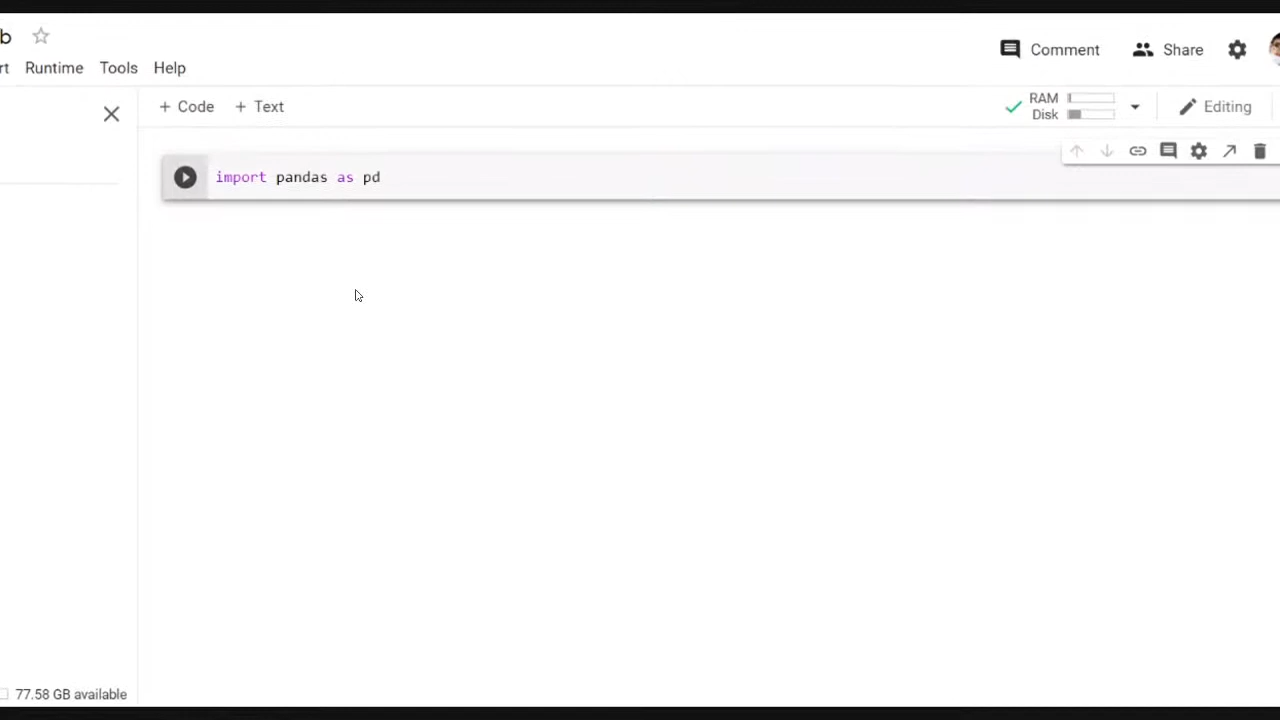 b
rt Runtime Tools Help
Comment Share
+ Code + Text
RAM
Disk
Editing
import pandas as pd
77.58 GB available